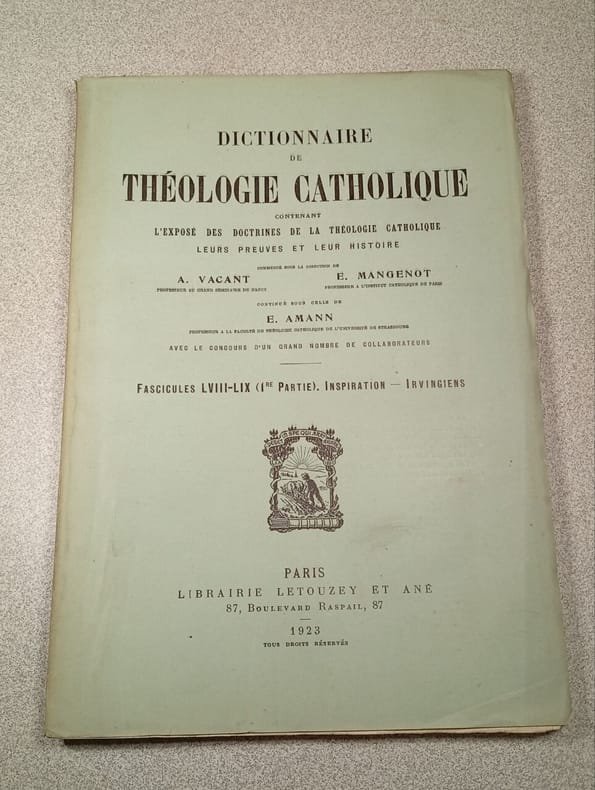 DICTIONNAIRE
DE
THÉOLOGIE CATHOLIQUE
CONTENANT
L'EXPOSÉ DES DOCTRINES DE LA THÉOLOGIE CATHOLIQUE
LEURS PREUVES ET LEUR HISTOIRE
COMMENCÉ SOUS LA DIRECTION DE
A. VACANT
PROFESSEUR AU GRAND SÉMINAIRE DE NANCY
E. MANGENOT
PROFESSEUR A L'INSTITUT CATHOLIQUE DE PARIS
CONTINUÉ SOUS CELLE DE
E. AMANN
PROFESSEUR A LA FACULTÉ DE THÉOLOGIE CATHOLIQUE DE L'UNIVERSITÉ DE STRASBOURG
AVEC LE CONCOURS D'UN GRAND NOMBRE DE COLLABORATEURS
FASCICULES LVIII-LIX (1RE PARTIE). INSPIRATION — IRVINGIENS
SPE QUI ARAT
PARIS
LIBRAIRIE LETOUZEY ET ANÉ
87, BOULEVARD RASPAIL, 87
1923
TOUS DROITS RÉSERVÉS